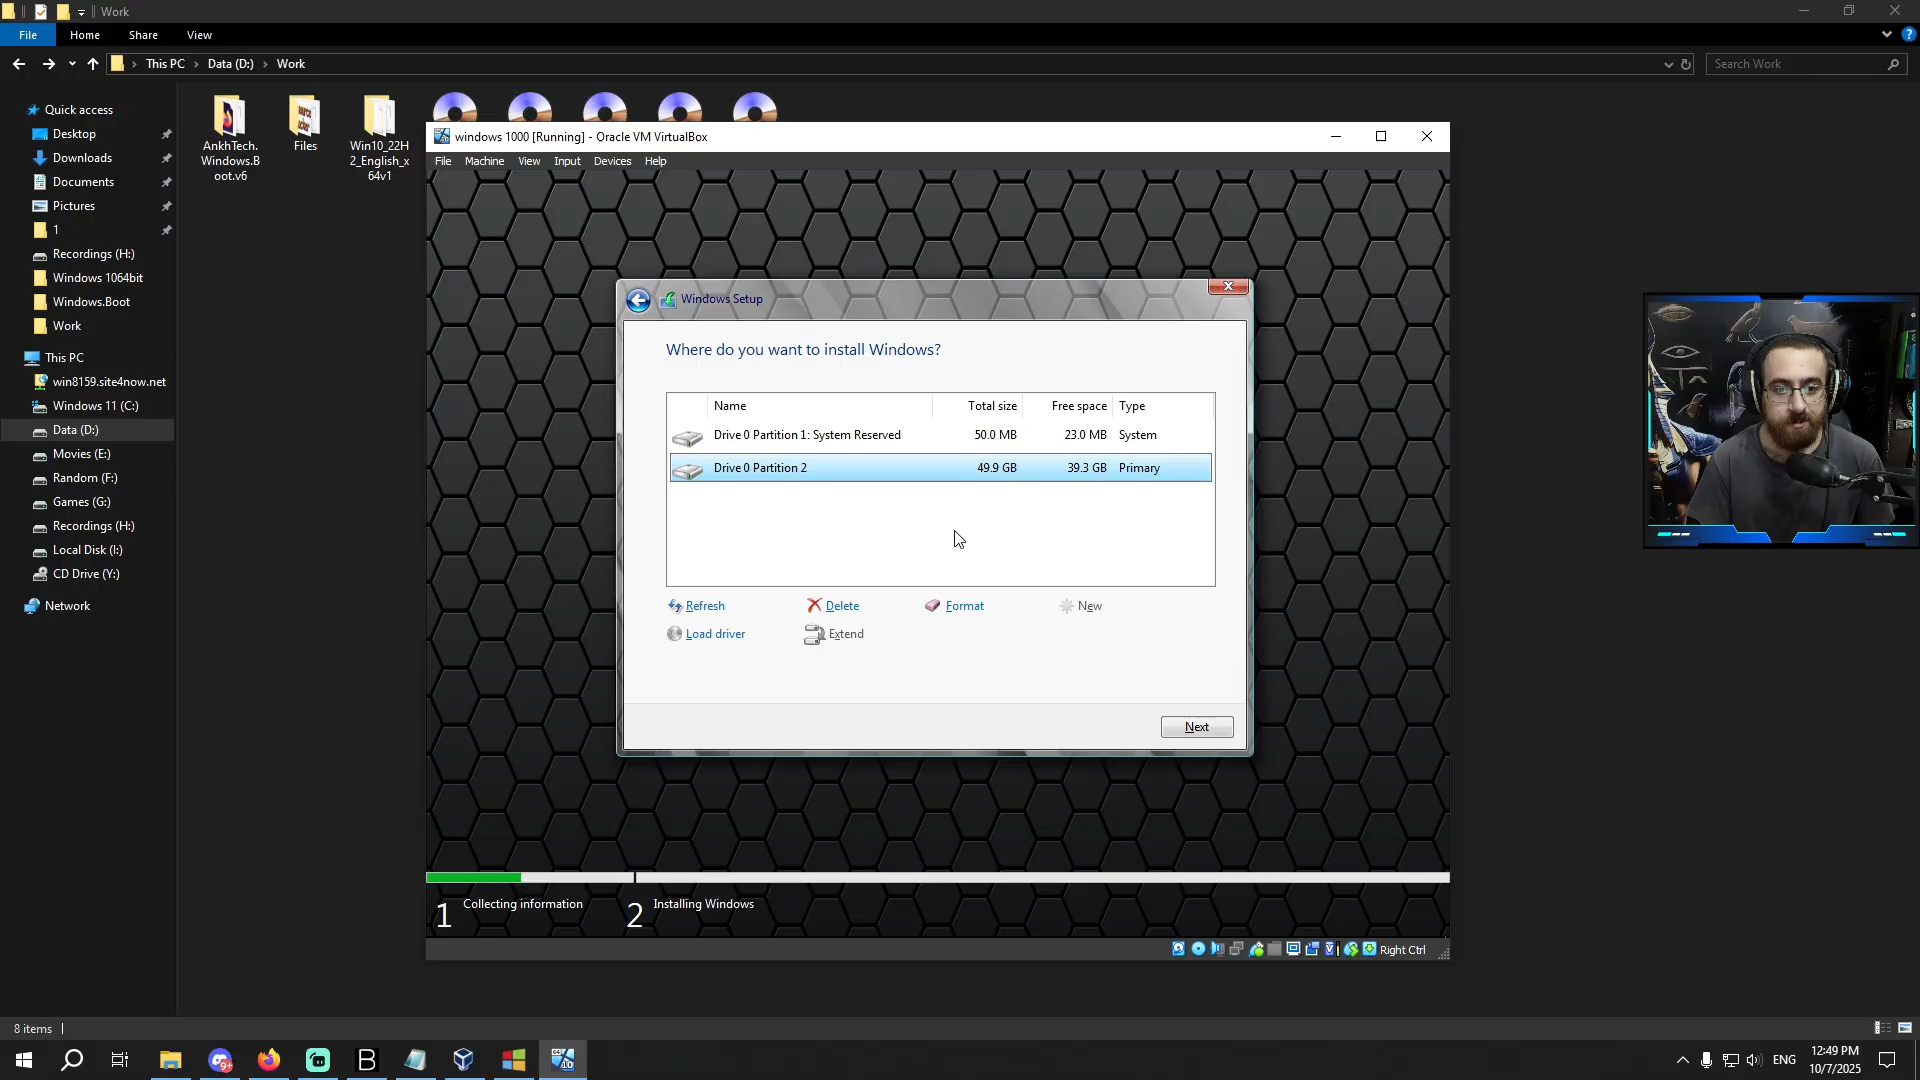 Work
File
Home
Share
View
This PC
Data (D:)
Work
Search Work
Quick access
Desktop
Downloads
Documents
Pictures
1
Recordings (H:)
Windows 1064bit
Windows.Boot
Work
This PC
win8159.site4now.net
Windows 11 (C:)
Data (D:)
Movies (E:)
Random (F:)
Games (G:)
Recordings (H:)
Local Disk (I:)
CD Drive (Y:)
Network
AnkhTech.
Windows.B
oot.v6
Files
Win10_22H
2_English_x
64v1
windows 1000 [Running] - Oracle VM VirtualBox
File
Machine
View
Input
Devices
Help
Windows Setup
Where do you want to install Windows?
Name Total size Free space Type
Drive 0 Partition 1: System Reserved 50.0 MB 23.0 MB System
Drive 0 Partition 2 49.9 GB 39.3 GB Primary
Refresh
Delete
Format
New
Load driver
Extend
Next
1 Collecting information
2 Installing Windows
Right Ctrl
8 items
ENG
12:49 PM
10/7/2025